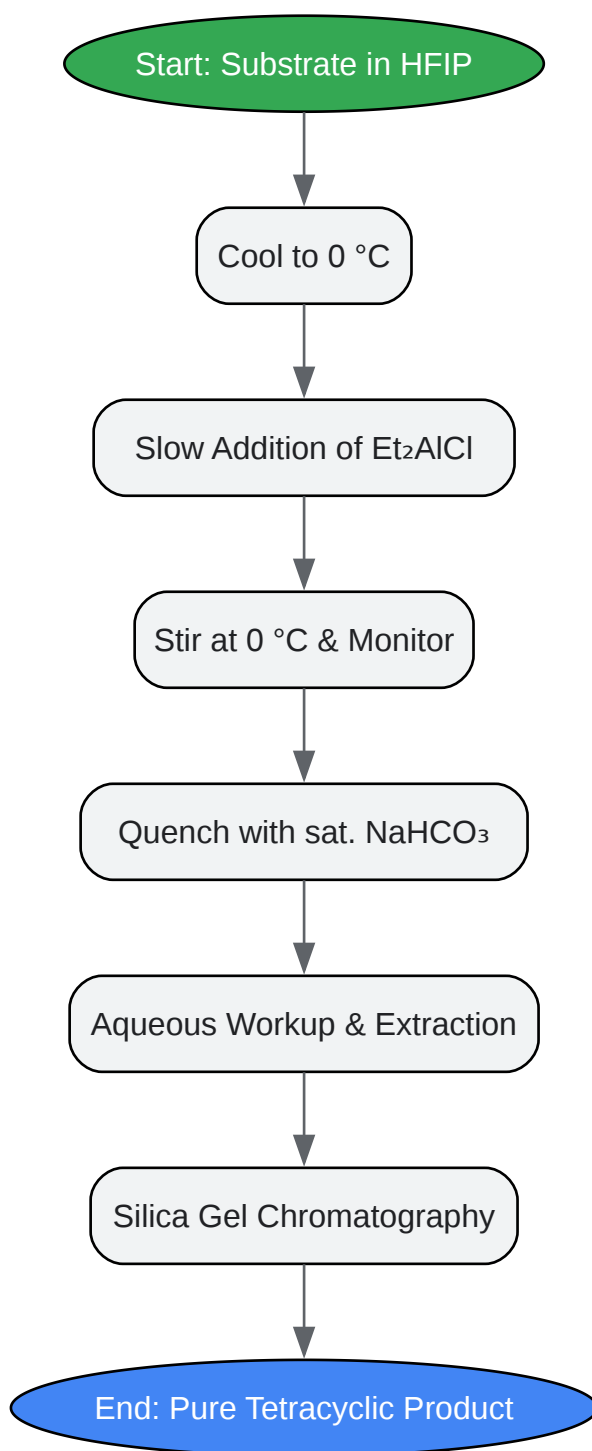 Start: Substrate in HFIP
Cool to 0 °C
Slow Addition of Et₂AlCl
Stir at 0 °C & Monitor
Quench with sat. NaHCO₃
Aqueous Workup & Extraction
Silica Gel Chromatography
End: Pure Tetracyclic Product